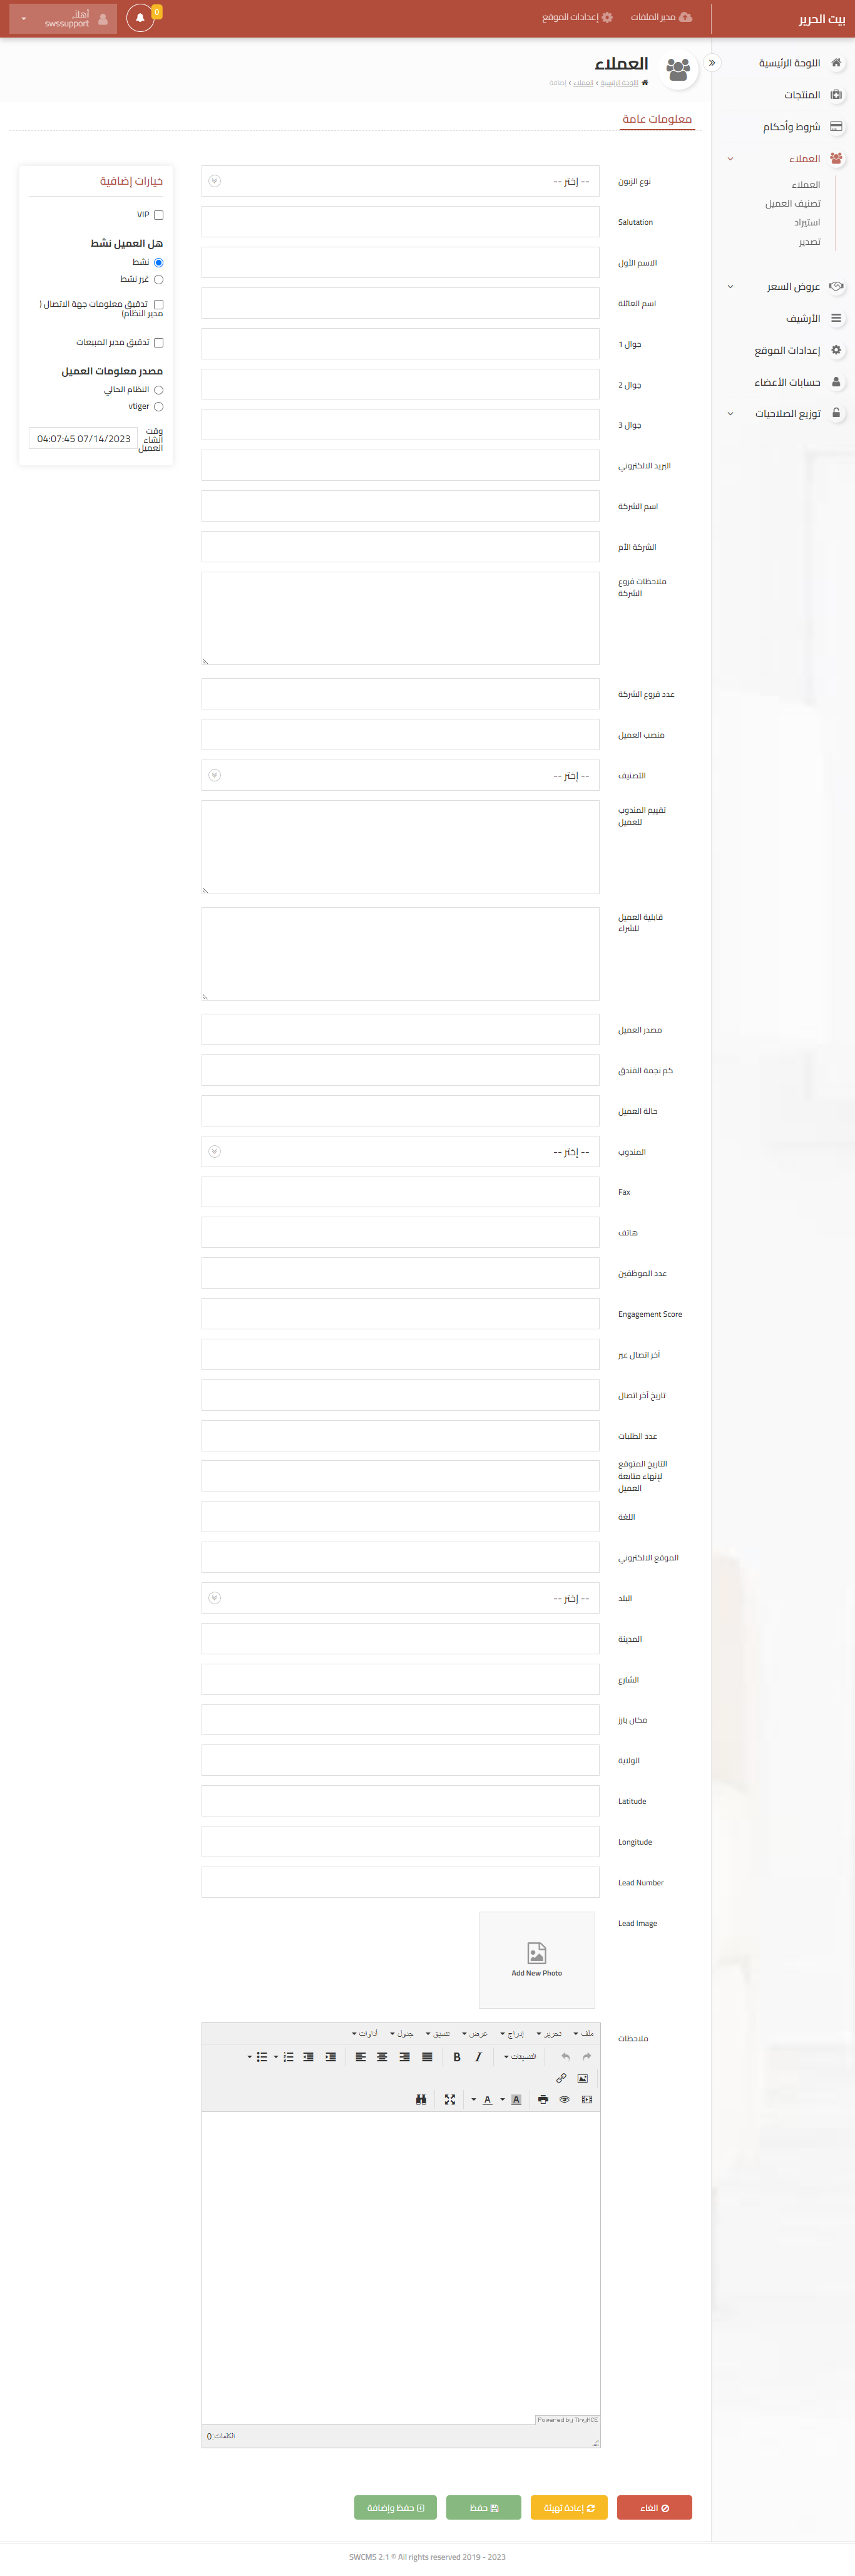 بيت الحرير
مدير الملفات
إعدادات الموقع
0
أهلاً,
swssupport
اللوحة الرئيسية
المنتجات
شروط وأحكام
العملاء
العملاء
تصنيف العميل
استيراد
تصدير
عروض السعر
الأرشيف
إعدادات الموقع
حسابات الأعضاء
توزيع الصلاحيات
العملاء
اللوحة الرئيسية › العملاء › إضافة
معلومات عامة
نوع الزبون
-- إختر --
Salutation
الاسم الأول
اسم العائلة
جوال 1
جوال 2
جوال 3
البريد الالكتروني
اسم الشركة
الشركة الأم
ملاحظات فروع
الشركة
عدد فروع الشركة
منصب العميل
التصنيف
-- إختر --
تقييم المندوب
للعميل
قابلية العميل
للشراء
مصدر العميل
كم نجمة الفندق
حالة العميل
المندوب
-- إختر --
Fax
هاتف
عدد الموظفين
Engagement Score
آخر اتصال عبر
تاريخ آخر اتصال
عدد الطلبات
التاريخ المتوقع
لإنهاء متابعة
العميل
اللغة
الموقع الالكتروني
البلد
-- إختر --
المدينة
الشارع
مكان بارز
الولاية
Latitude
Longitude
Lead Number
Lead Image
Add New Photo
ملاحظات
ملف
تحرير
إدراج
عرض
تنسيق
جدول
أدوات
التنسيقات
Powered by TinyMCE
الكلمات:0
خيارات إضافية
VIP
هل العميل نشط
نشط
غير نشط
تدقيق معلومات جهة الاتصال (
مدير النظام)
تدقيق مدير المبيعات
مصدر معلومات العميل
النظام الحالي
vtiger
وقت
انشاء
العميل
04:07:45 07/14/2023
الغاء
إعادة تهيئة
حفظ
حفظ وإضافة
SWCMS 2.1 © All rights reserved 2019 - 2023